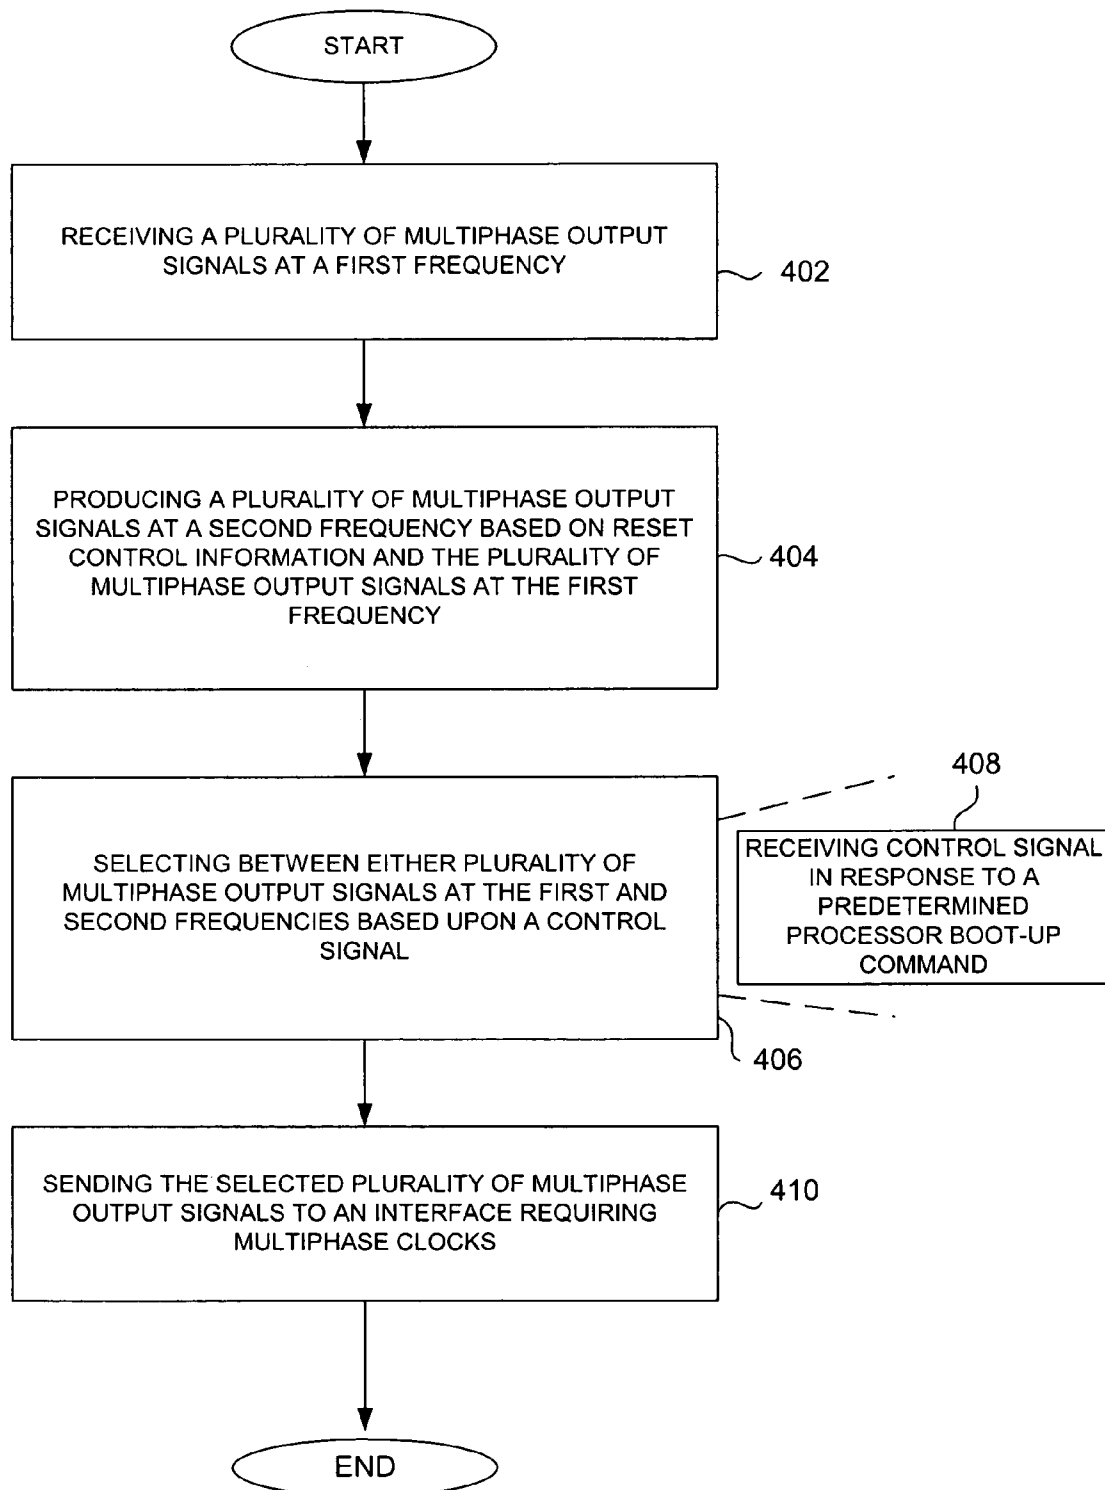 START
RECEIVING A PLURALITY OF MULTIPHASE OUTPUT
SIGNALS AT A FIRST FREQUENCY
402
PRODUCING A PLURALITY OF MULTIPHASE OUTPUT
SIGNALS AT A SECOND FREQUENCY BASED ON RESET
CONTROL INFORMATION AND THE PLURALITY OF
MULTIPHASE OUTPUT SIGNALS AT THE FIRST
FREQUENCY
404
SELECTING BETWEEN EITHER PLURALITY OF
MULTIPHASE OUTPUT SIGNALS AT THE FIRST AND
SECOND FREQUENCIES BASED UPON A CONTROL
SIGNAL
408
RECEIVING CONTROL SIGNAL
IN RESPONSE TO A
PREDETERMINED
PROCESSOR BOOT-UP
COMMAND
406
SENDING THE SELECTED PLURALITY OF MULTIPHASE
OUTPUT SIGNALS TO AN INTERFACE REQUIRING
MULTIPHASE CLOCKS
410
END